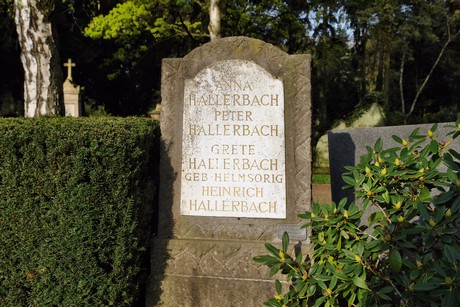 ANNA
HALLERBACH
PETER
HALLERBACH
GRETE
HALLERBACH
GEB HELMSORIG
HEINRICH
HALLERBACH